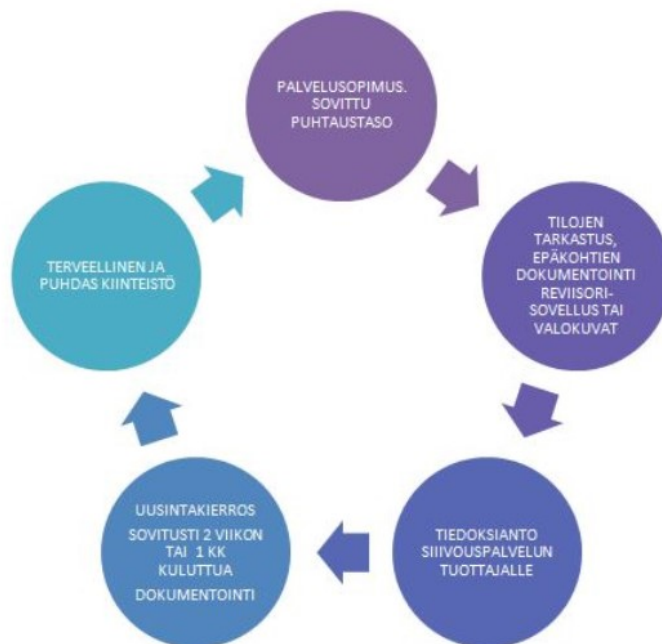 PALVELUSOPIMUS.
SOVITTU
PUHTAUSTASO
TILOJEN
TARKASTUS,
EPÄKOHTIEN
DOKUMENTOINTI
REVIISORI-
SOVELLUS TAI
VALOKUVAT
TIEDOKSIANTO
SIIIVOUSPALVELUN
TUOTTAJALLE
UUSINTAKIERROS
SOVITUSTI 2 VIIKON
TAI 1 KK
KULUTTUA
DOKUMENTOINTI
TERVEELLINEN JA
PUHDAS KIINTEISTÖ